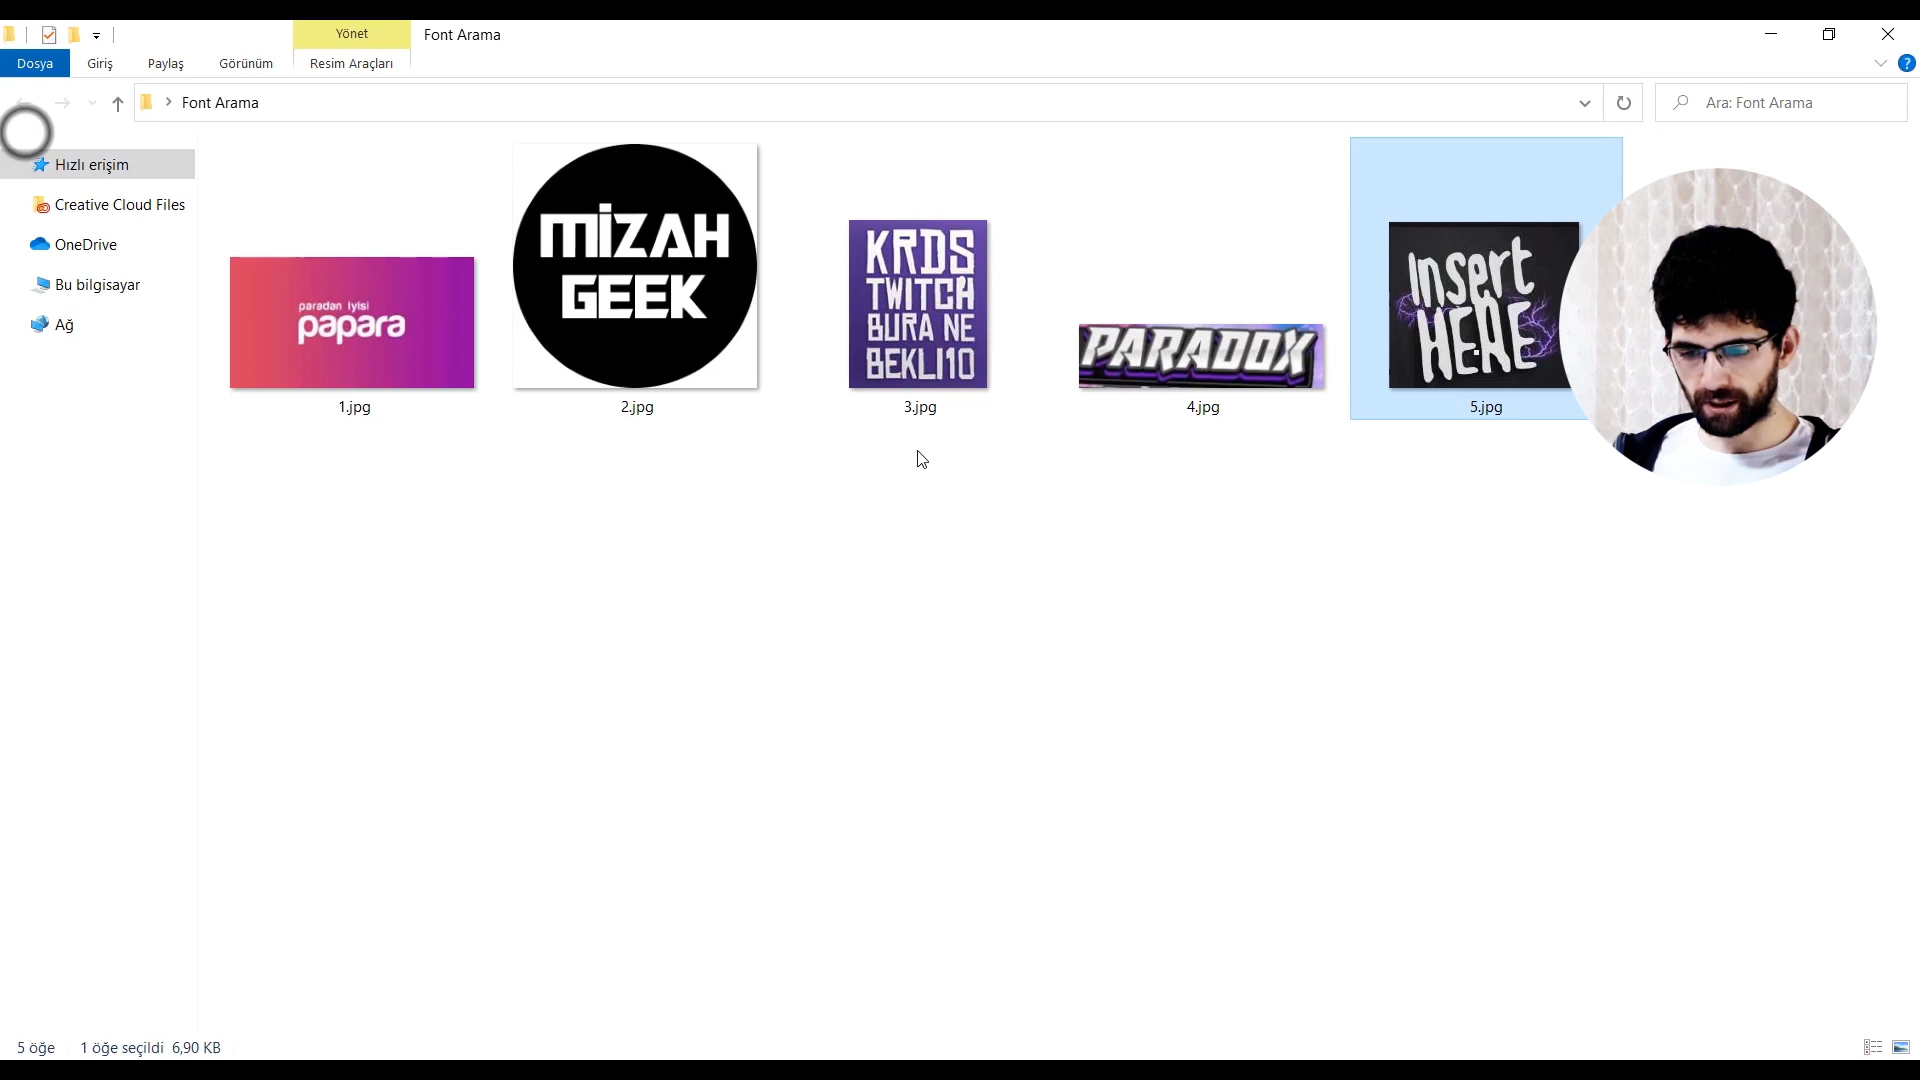 Yönet
Font Arama
Dosya
Giriş
Paylaş
Görünüm
Resim Araçları
?
Font Arama
Ara: Font Arama
Hızlı erişim
Creative Cloud Files
OneDrive
Bu bilgisayar
Ağ
paradan iyisi
papara
1.jpg
MİZAH
GEEK
2.jpg
KRDS
TWITCH
BURA NE
BEKLI10
3.jpg
PARADOX
4.jpg
Insert
HERE
5.jpg
5 öğe
1 öğe seçildi 6,90 KB